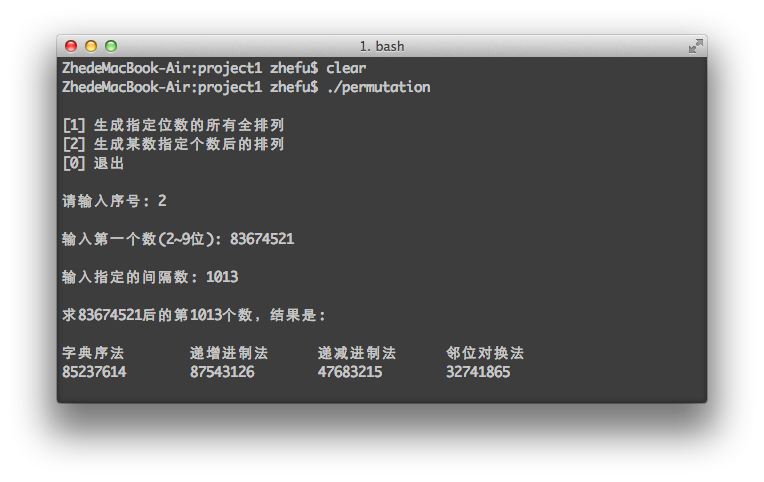 1. bash
ZhedeMacBook-Air:project1 zhefu$ clear
ZhedeMacBook-Air:project1 zhefu$ ./permutation
[1] 生成指定位数的所有全排列
[2] 生成某数指定个数后的排列
[0] 退出
请输入序号: 2
输入第一个数(2~9位): 83674521
输入指定的间隔数: 1013
求83674521后的第1013个数, 结果是:
字典序法 递增进制法 递减进制法 邻位对换法
85237614 87543126 47683215 32741865